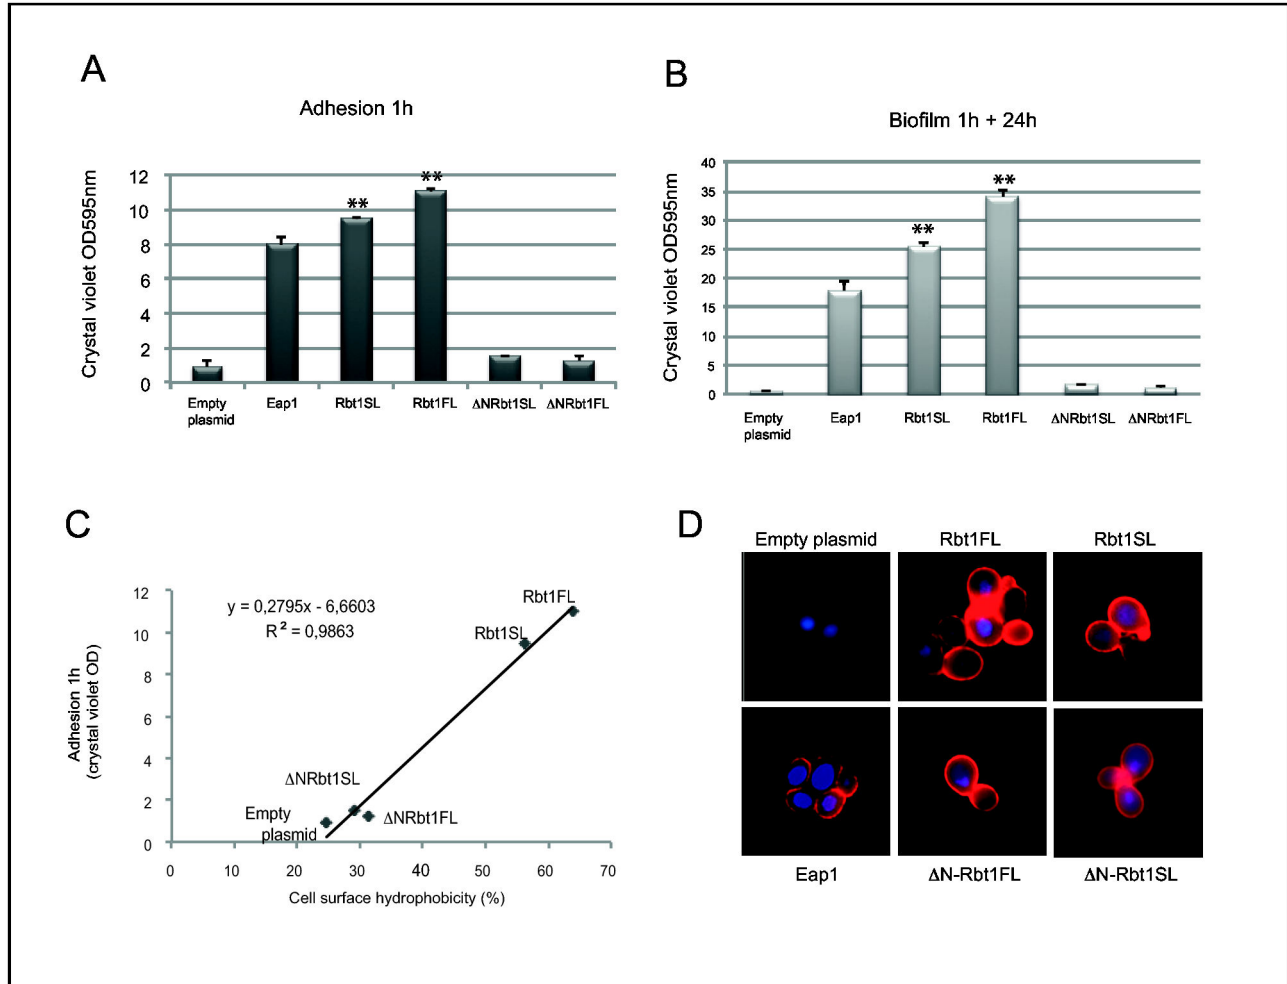 A
Adhesion 1h
Crystal violet OD595nm
12
10
8
6
4
2
0
**
**
Empty plasmid
Eap1
Rbt1SL
Rbt1FL
ΔNRbt1SL
ΔNRbt1FL
B
Biofilm 1h + 24h
Crystal violet OD595nm
40
35
30
25
20
15
10
5
0
**
**
Empty
plasmid
Eap1
Rbt1SL
Rbt1FL
ΔNRbt1SL
ΔNRbt1FL
C
y = 0,2795x - 6,6603
R² = 0,9863
Adhesion 1h
(crystal violet OD)
12
10
8
6
4
2
0
Rbt1FL
Rbt1SL
ΔNRbt1SL
Empty
plasmid
ΔNRbt1FL
0 10 20 30 40 50 60 70
Cell surface hydrophobicity (%)
D
Empty plasmid
Rbt1FL
Rbt1SL
Eap1
ΔN-Rbt1FL
ΔN-Rbt1SL